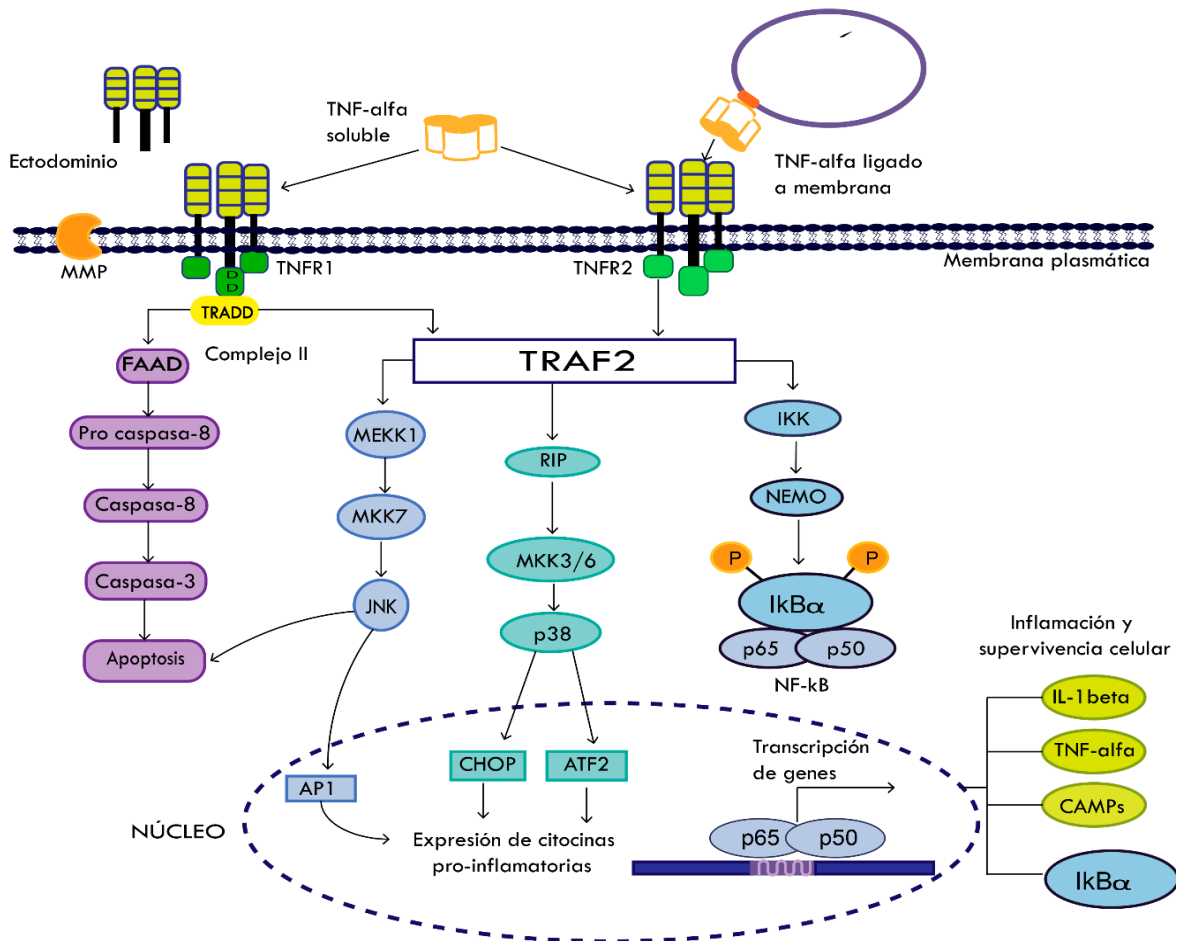 TNF-alfa
soluble
Ectodominio
TNF-alfa ligado
a membrana
MMP
TNFR1
TNFR2
Membrana plasmática
D
D
TRADD
Complejo II
TRAF2
FAAD
Pro caspasa-8
Caspasa-8
Caspasa-3
Apoptosis
MEKK1
MKK7
JNK
RIP
MKK3/6
p38
IKK
NEMO
P
P
IkBα
p65
p50
NF-kB
Inflamación y
supervivencia celular
IL-1beta
TNF-alfa
CAMPs
IkBα
NÚCLEO
AP1
CHOP
ATF2
Expresión de citocinas
pro-inflamatorias
Transcripción
de genes
p65
p50